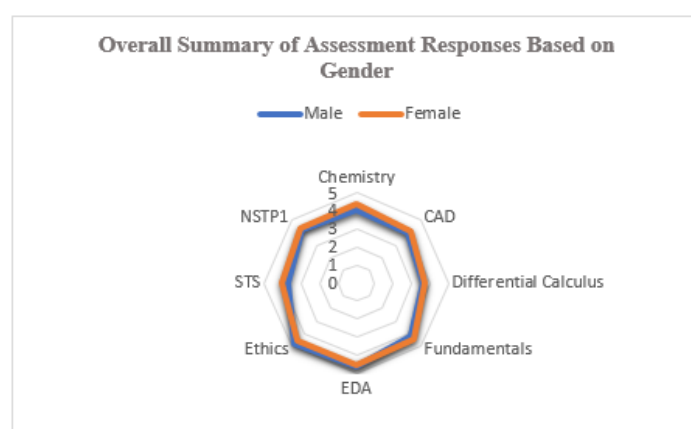 Overall Summary of Assessment Responses Based on
Gender
Male Female
Chemistry
NSTP1 CAD
5
4
3
2
1
0
STS Differential Calculus
Ethics Fundamentals
EDA